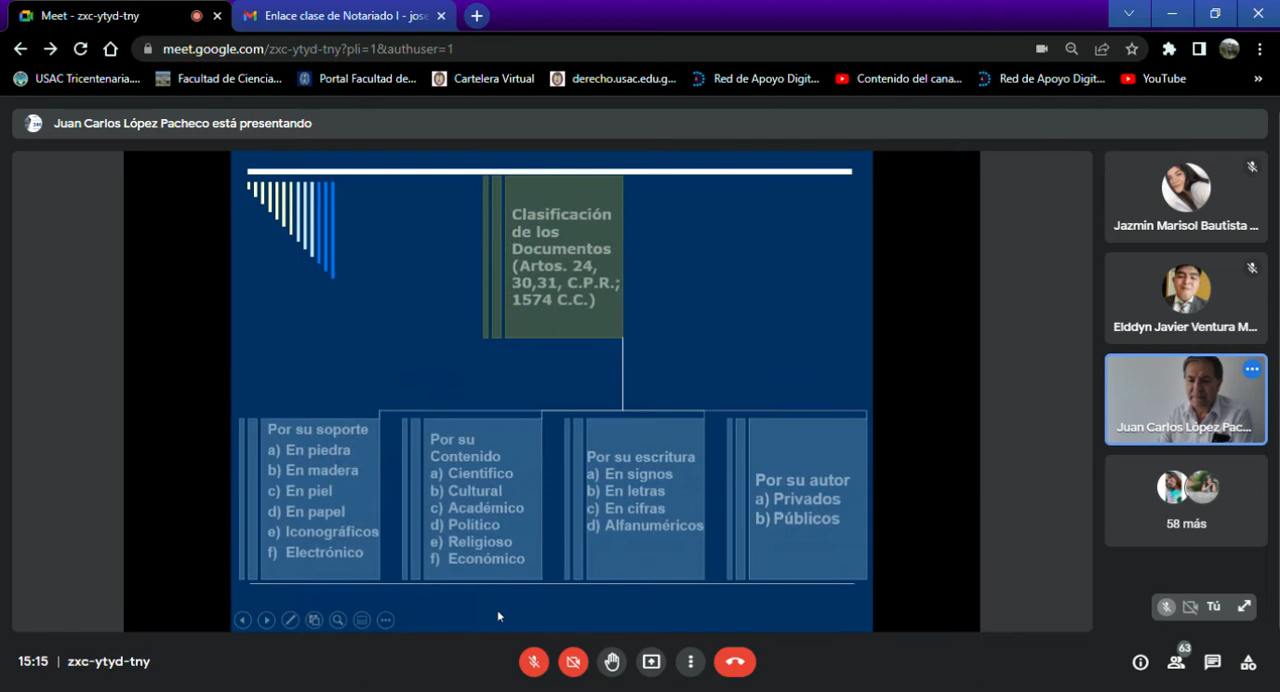 Meet - zxc-ytyd-tny
Enlace clase de Notariado I - jose
meet.google.com/zxc-ytyd-tny?pli=1&authuser=1
USAC Tricentenaria...
Facultad de Ciencia...
Portal Facultad de...
Cartelera Virtual
derecho.usac.edu.g...
Red de Apoyo Digit...
Contenido del cana...
Red de Apoyo Digit...
YouTube
»
Juan Carlos López Pacheco está presentando
Clasificación
de los
Documentos
(Artos. 24,
30,31, C.P.R.;
1574 C.C.)
Por su soporte
a) En piedra
b) En madera
c) En piel
d) En papel
e) Iconográficos
f) Electrónico
Por su
Contenido
a) Científico
b) Cultural
c) Académico
d) Político
e) Religioso
f) Económico
Por su escritura
a) En signos
b) En letras
c) En cifras
d) Alfanuméricos
Por su autor
a) Privados
b) Públicos
Jazmin Marisol Bautista ...
Elddyn Javier Ventura M...
Juan Carlos López Pac...
58 más
Tú
15:15 | zxc-ytyd-tny
63